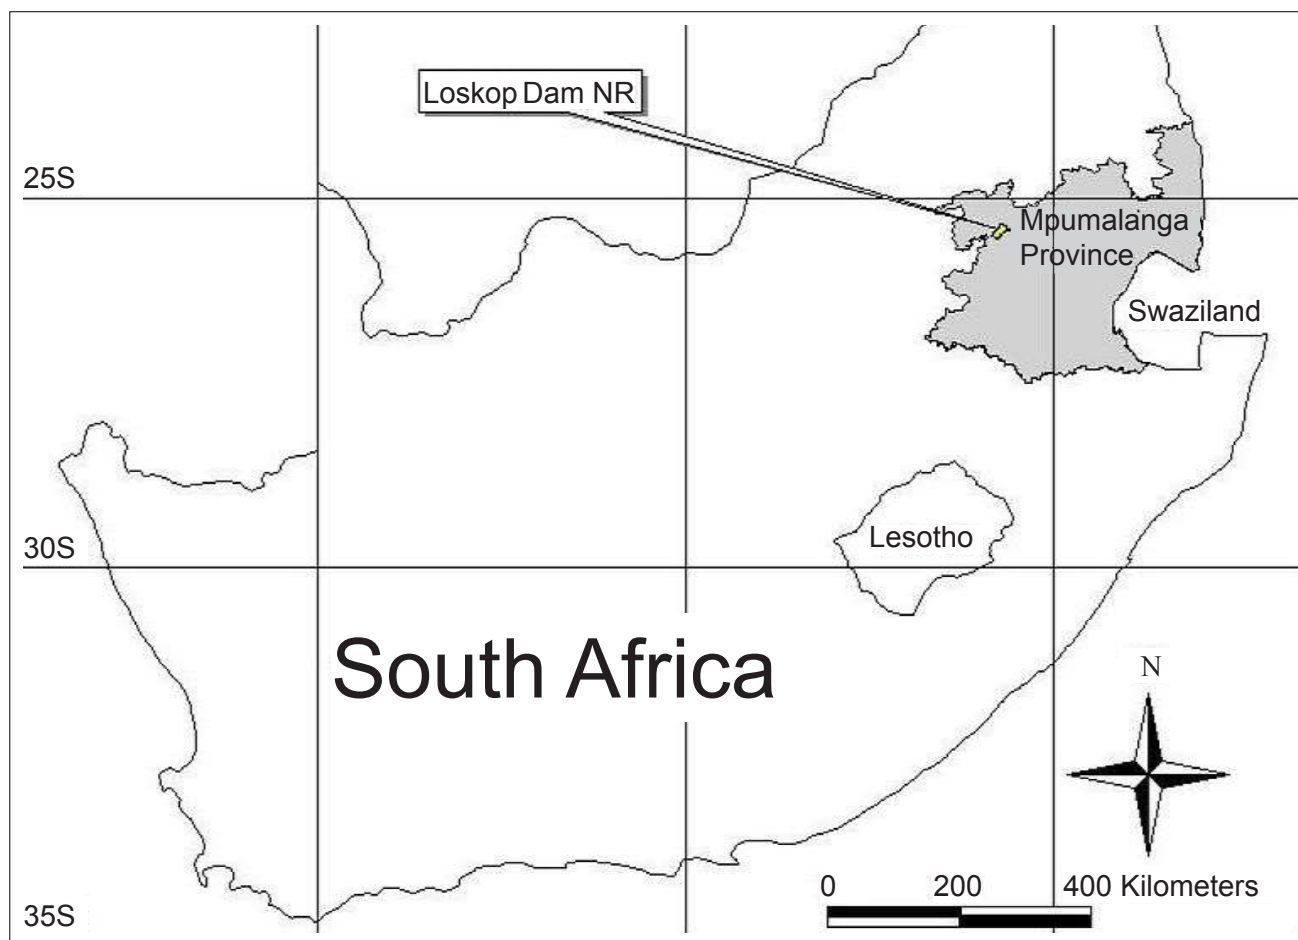 Loskop Dam NR
25S
Mpumalanga
Province
Swaziland
30S
Lesotho
South Africa
N
0 200 400 Kilometers
35S